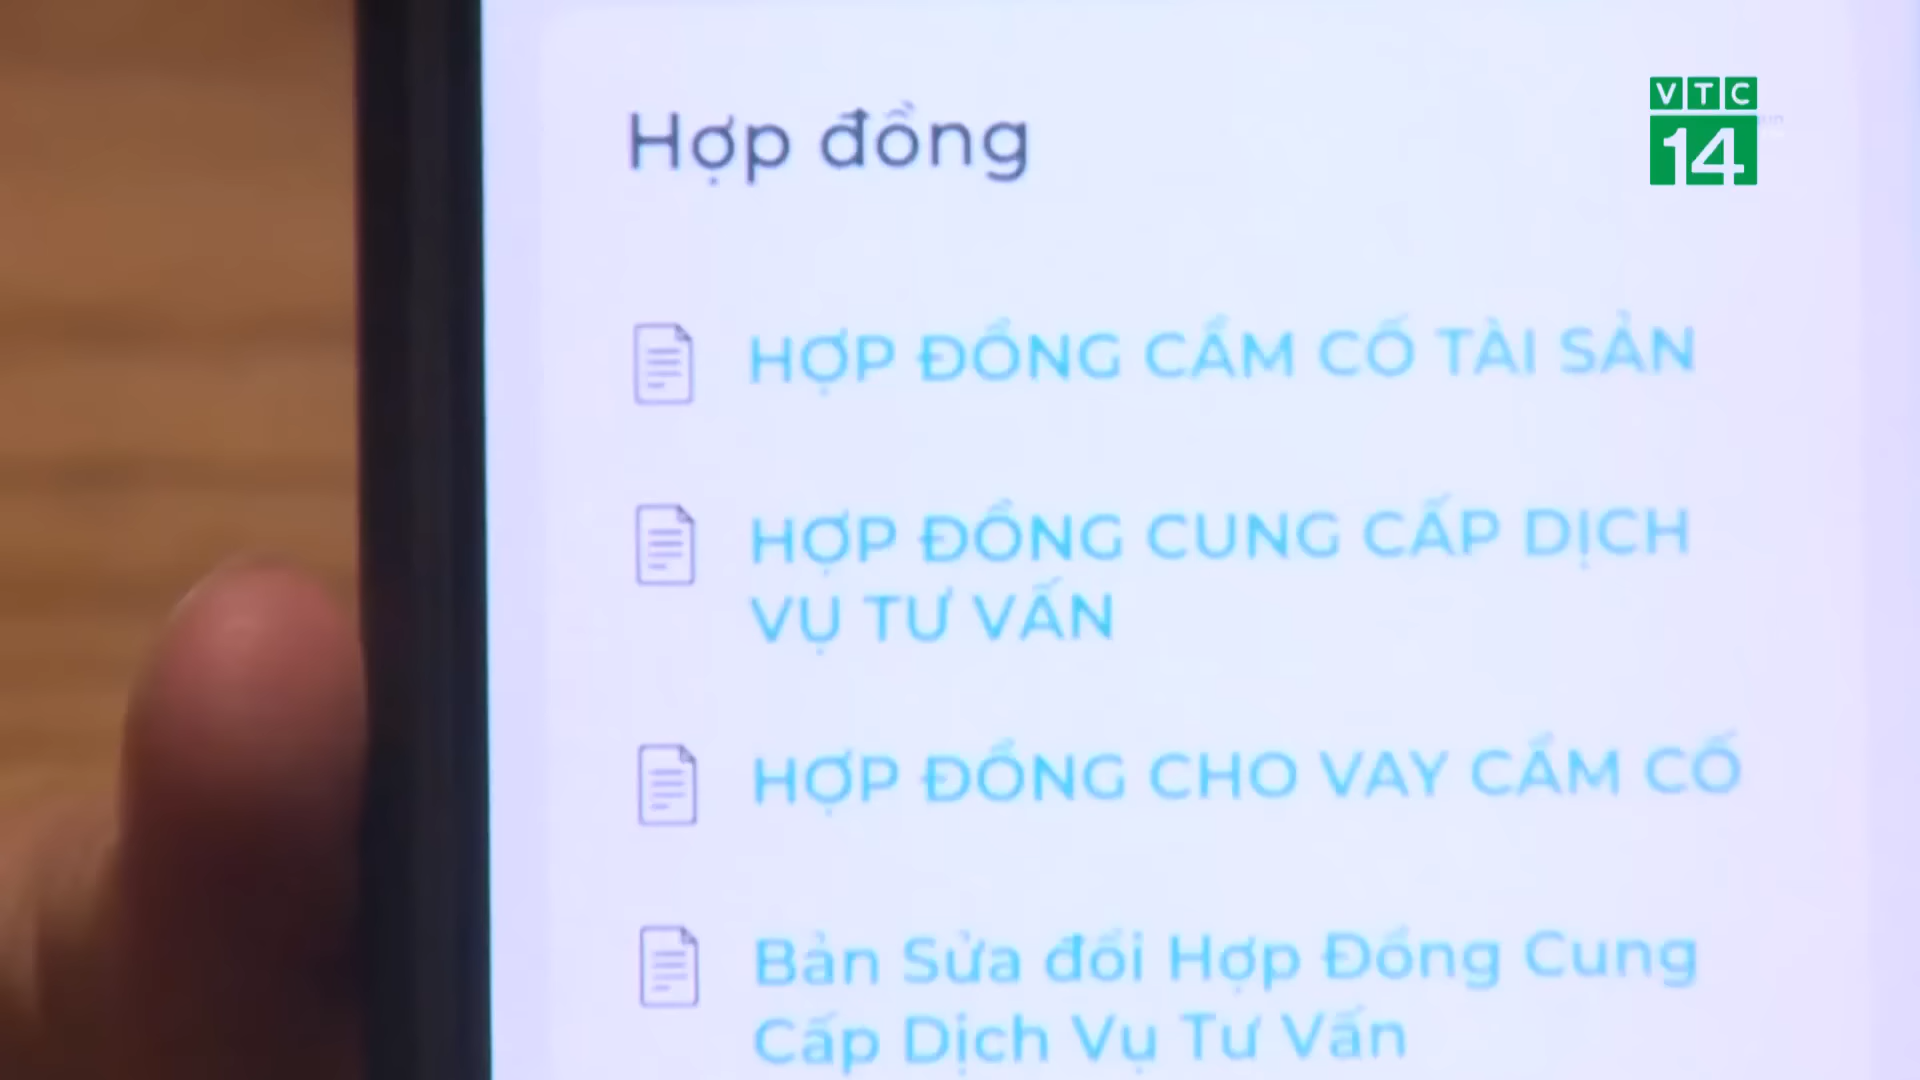 VTC
14
Hợp đồng
HỢP ĐỒNG CẦM CỐ TÀI SẢN
HỢP ĐỒNG CUNG CẤP DỊCH
VỤ TƯ VẤN
HỢP ĐỒNG CHO VAY CẦM CỐ
Bản Sửa đổi Hợp Đồng Cung
Cấp Dịch Vụ Tư Vấn